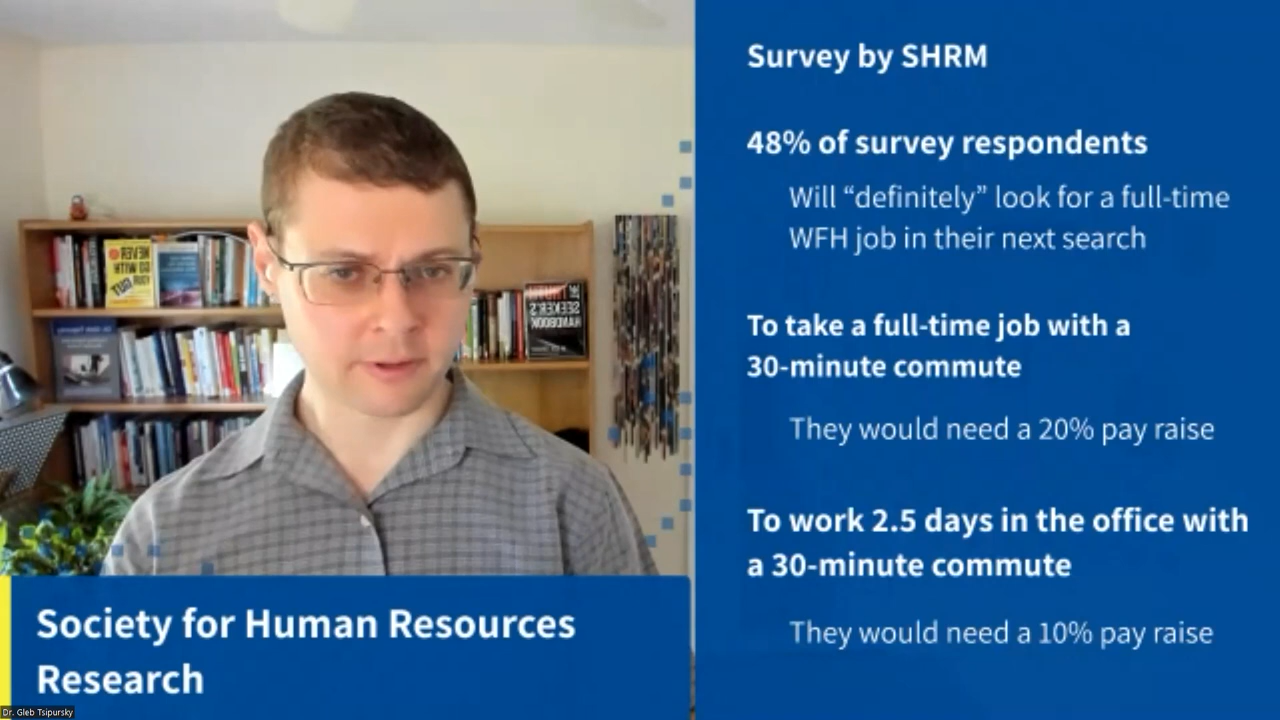 Survey by SHRM
48% of survey respondents
Will “definitely” look for a full-time
WFH job in their next search
To take a full-time job with a
30-minute commute
They would need a 20% pay raise
To work 2.5 days in the office with
a 30-minute commute
They would need a 10% pay raise
NEVER
GO WITH
YOUR
GUT
SEEKER'S
HANDBOOK
Society for Human Resources
Research
Dr. Gleb Tsipursky